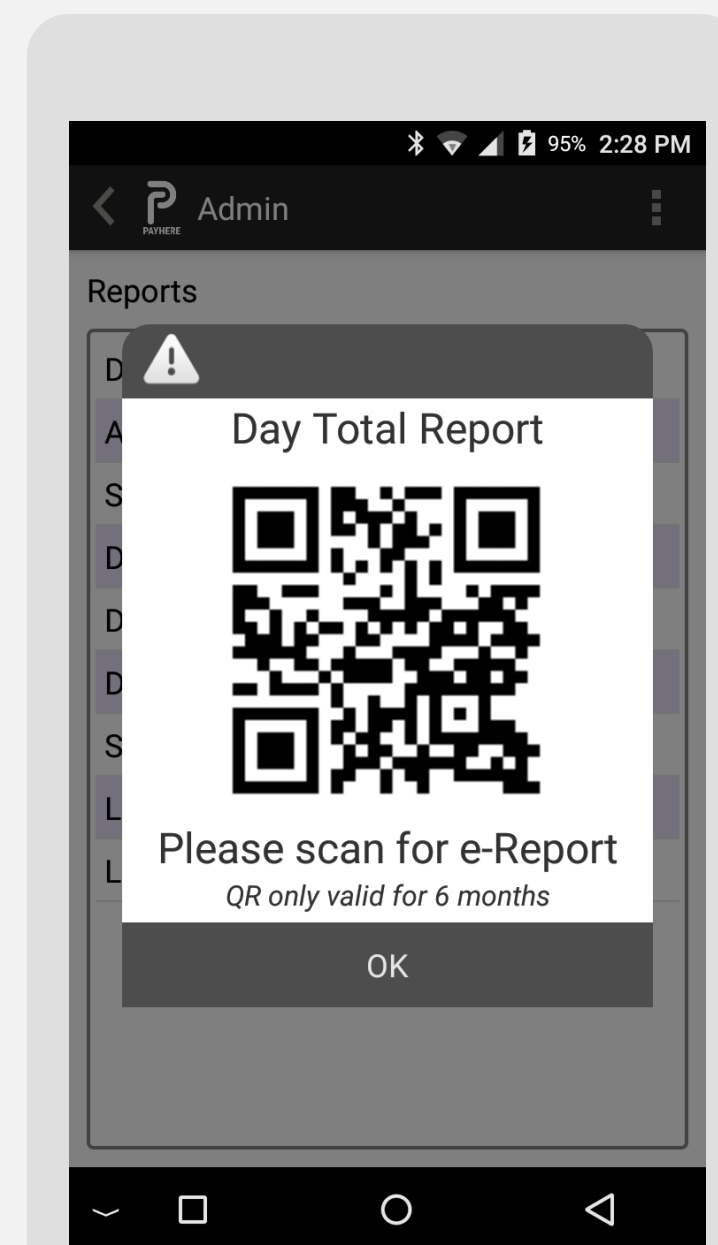 95% 2:28 PM
PAYHERE
Admin
Reports
D
A
Day Total Report
S
D
D
D
S
L
Please scan for e-Report
L
QR only valid for 6 months
OK